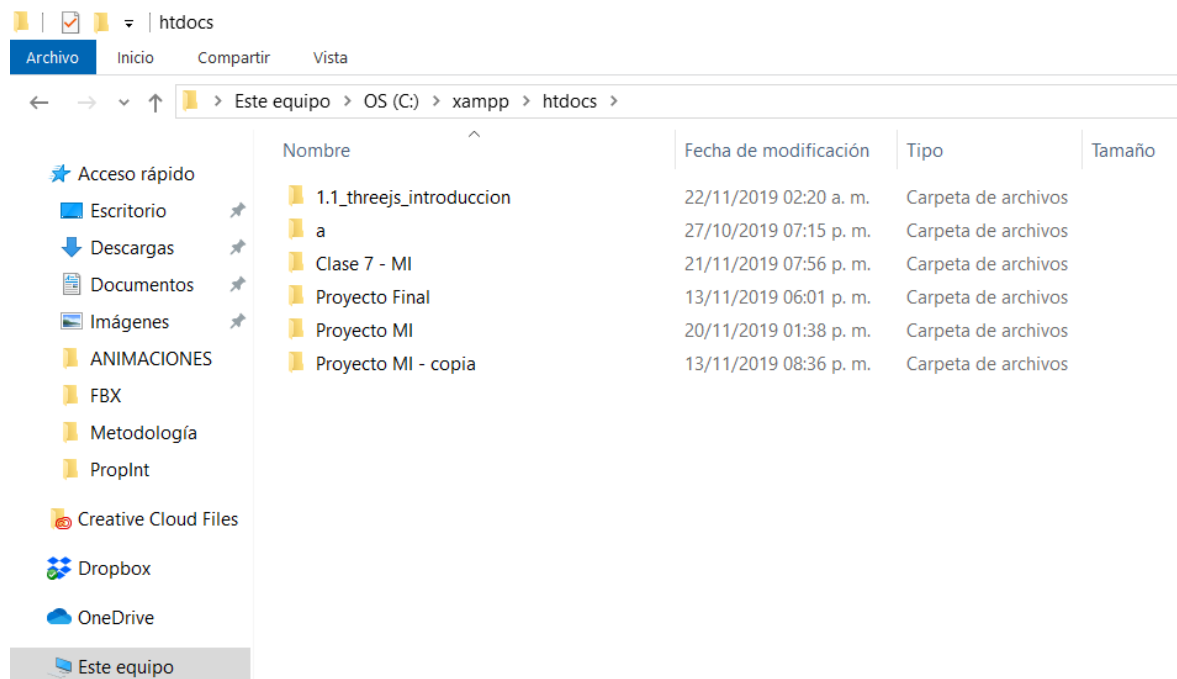 htdocs
Archivo Inicio Compartir Vista
Este equipo > OS (C:) > xampp > htdocs >
Nombre Fecha de modificación Tipo Tamaño
Acceso rápido
Escritorio
Descargas
Documentos
Imágenes
ANIMACIONES
FBX
Metodología
PropInt
Creative Cloud Files
Dropbox
OneDrive
Este equipo
1.1_threejs_introduccion 22/11/2019 02:20 a. m. Carpeta de archivos
a 27/10/2019 07:15 p. m. Carpeta de archivos
Clase 7 - MI 21/11/2019 07:56 p. m. Carpeta de archivos
Proyecto Final 13/11/2019 06:01 p. m. Carpeta de archivos
Proyecto MI 20/11/2019 01:38 p. m. Carpeta de archivos
Proyecto MI - copia 13/11/2019 08:36 p. m. Carpeta de archivos